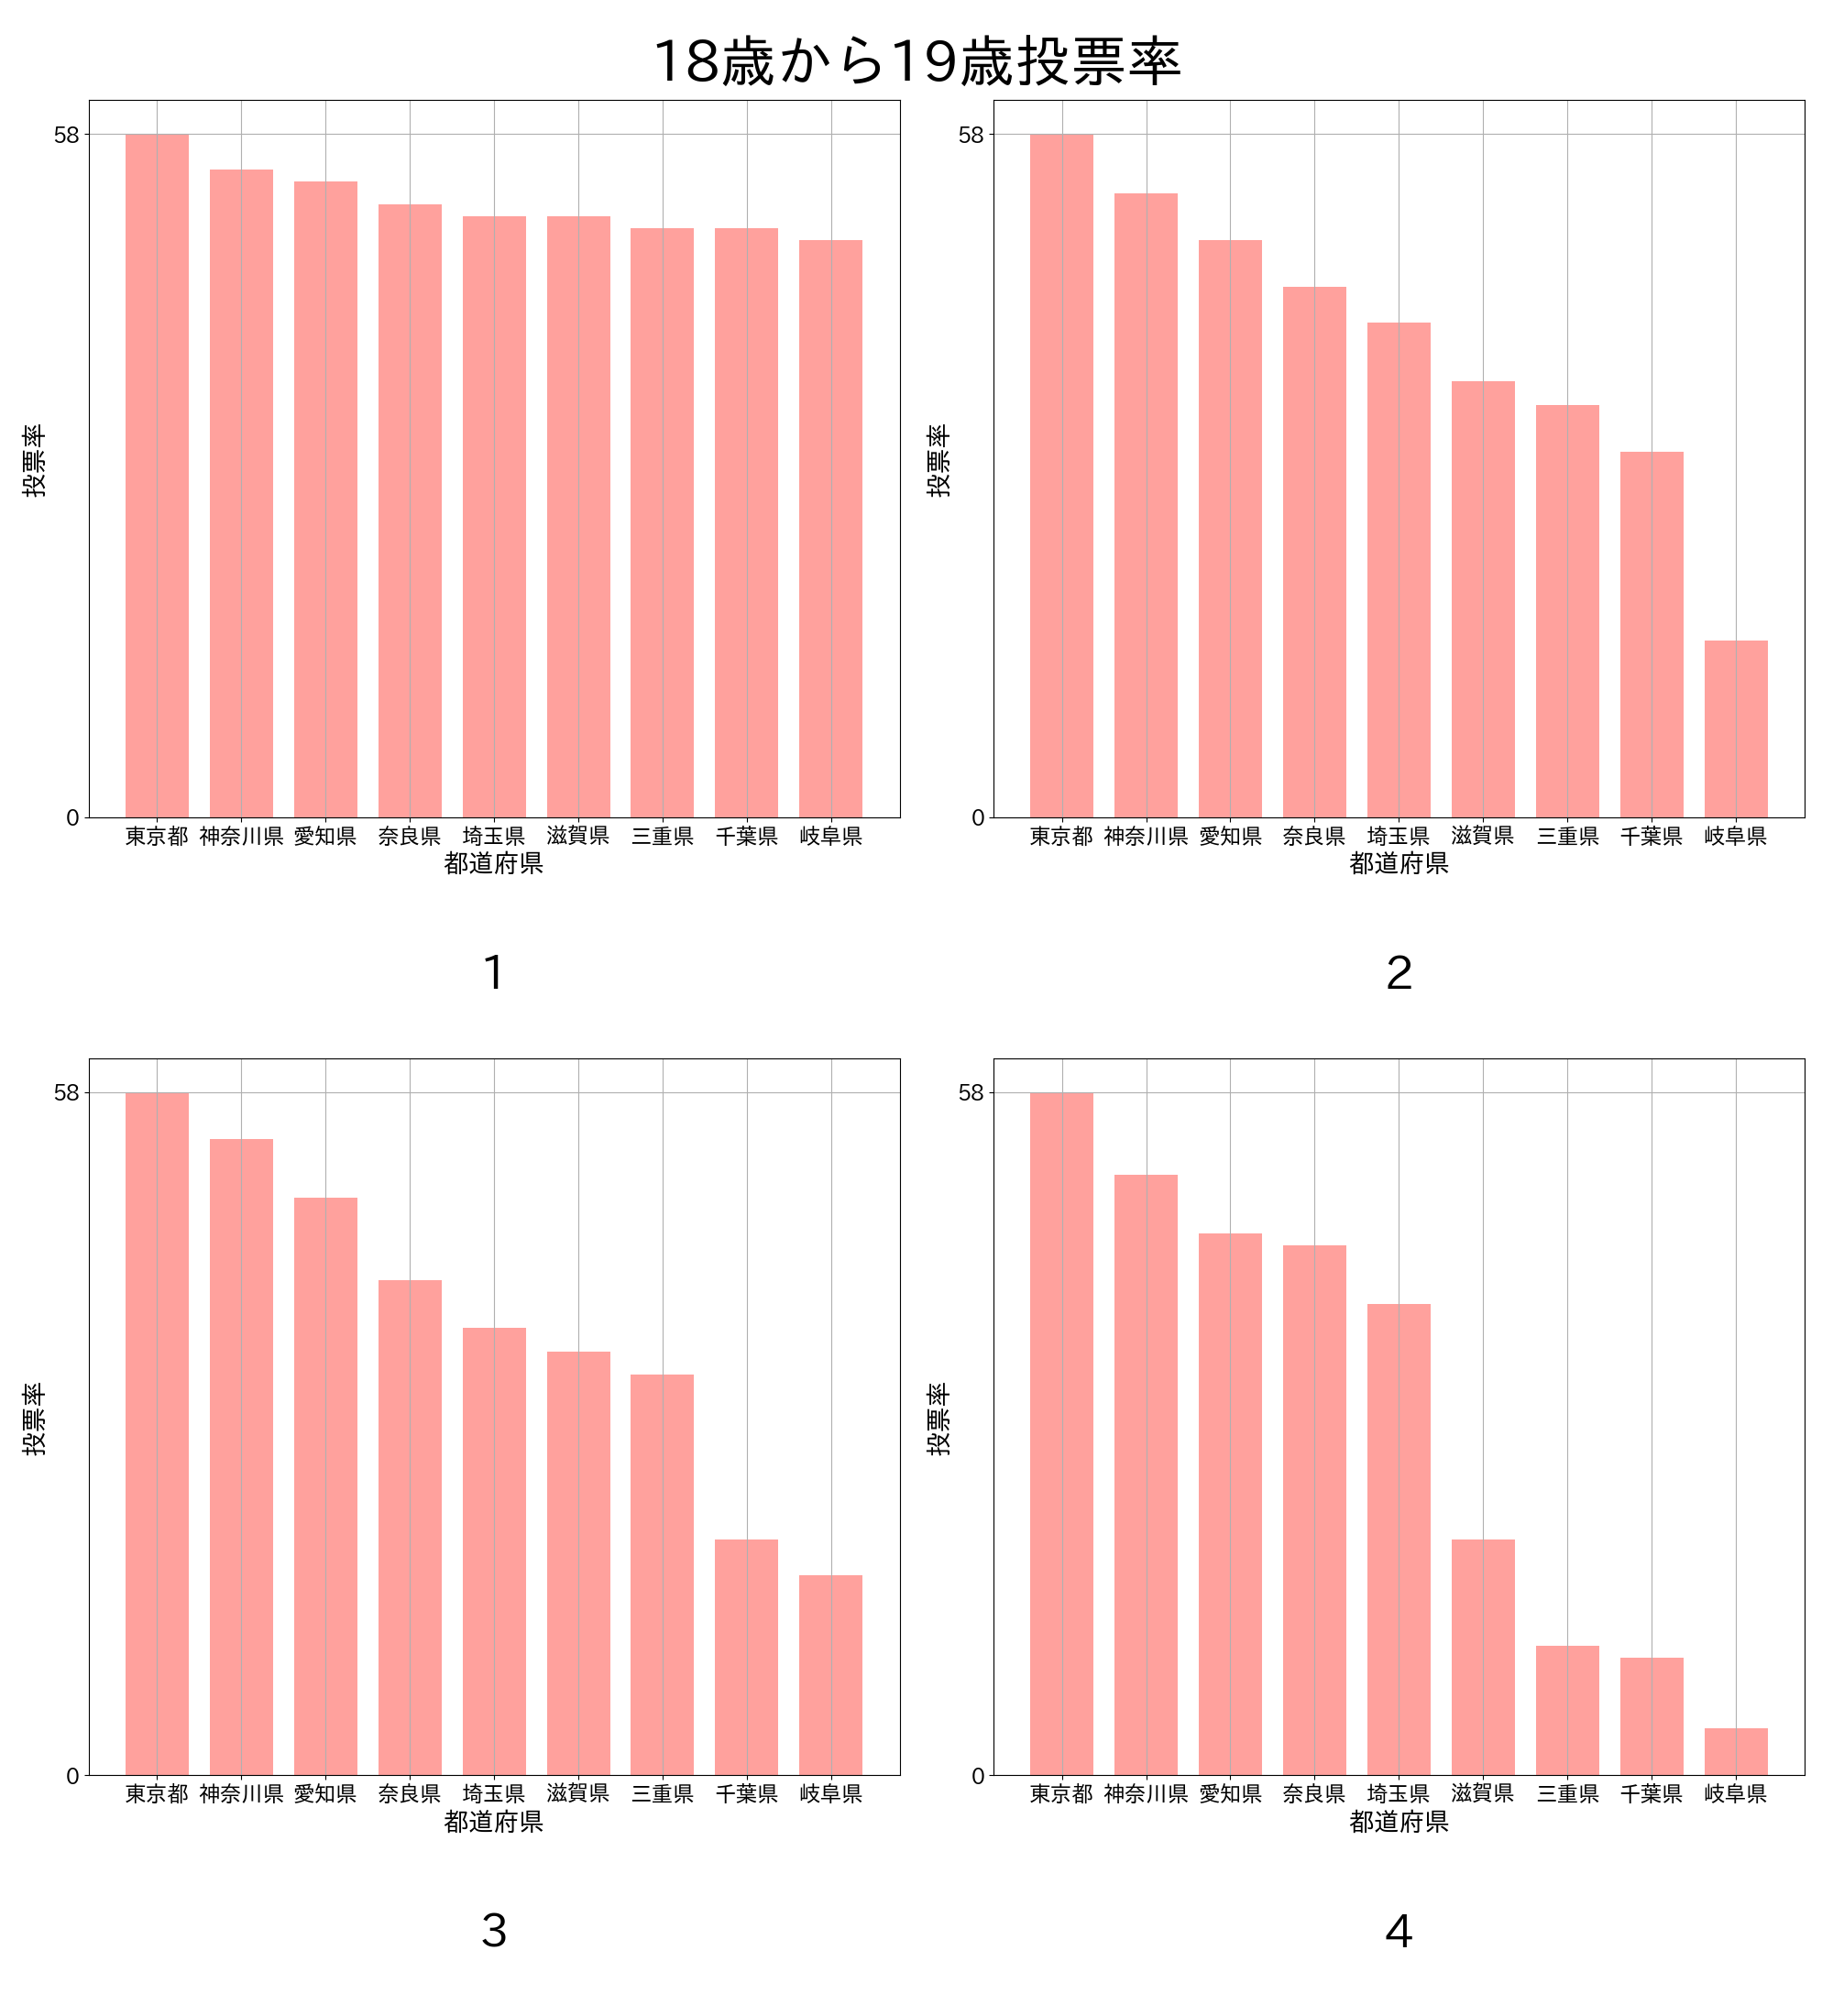 18歳から19歳投票率
58
0
投票率
東京都 神奈川県 愛知県 奈良県 埼玉県 滋賀県 三重県 千葉県 岐阜県
都道府県
1
58
0
投票率
東京都 神奈川県 愛知県 奈良県 埼玉県 滋賀県 三重県 千葉県 岐阜県
都道府県
2
58
0
投票率
東京都 神奈川県 愛知県 奈良県 埼玉県 滋賀県 三重県 千葉県 岐阜県
都道府県
3
58
0
投票率
東京都 神奈川県 愛知県 奈良県 埼玉県 滋賀県 三重県 千葉県 岐阜県
都道府県
4